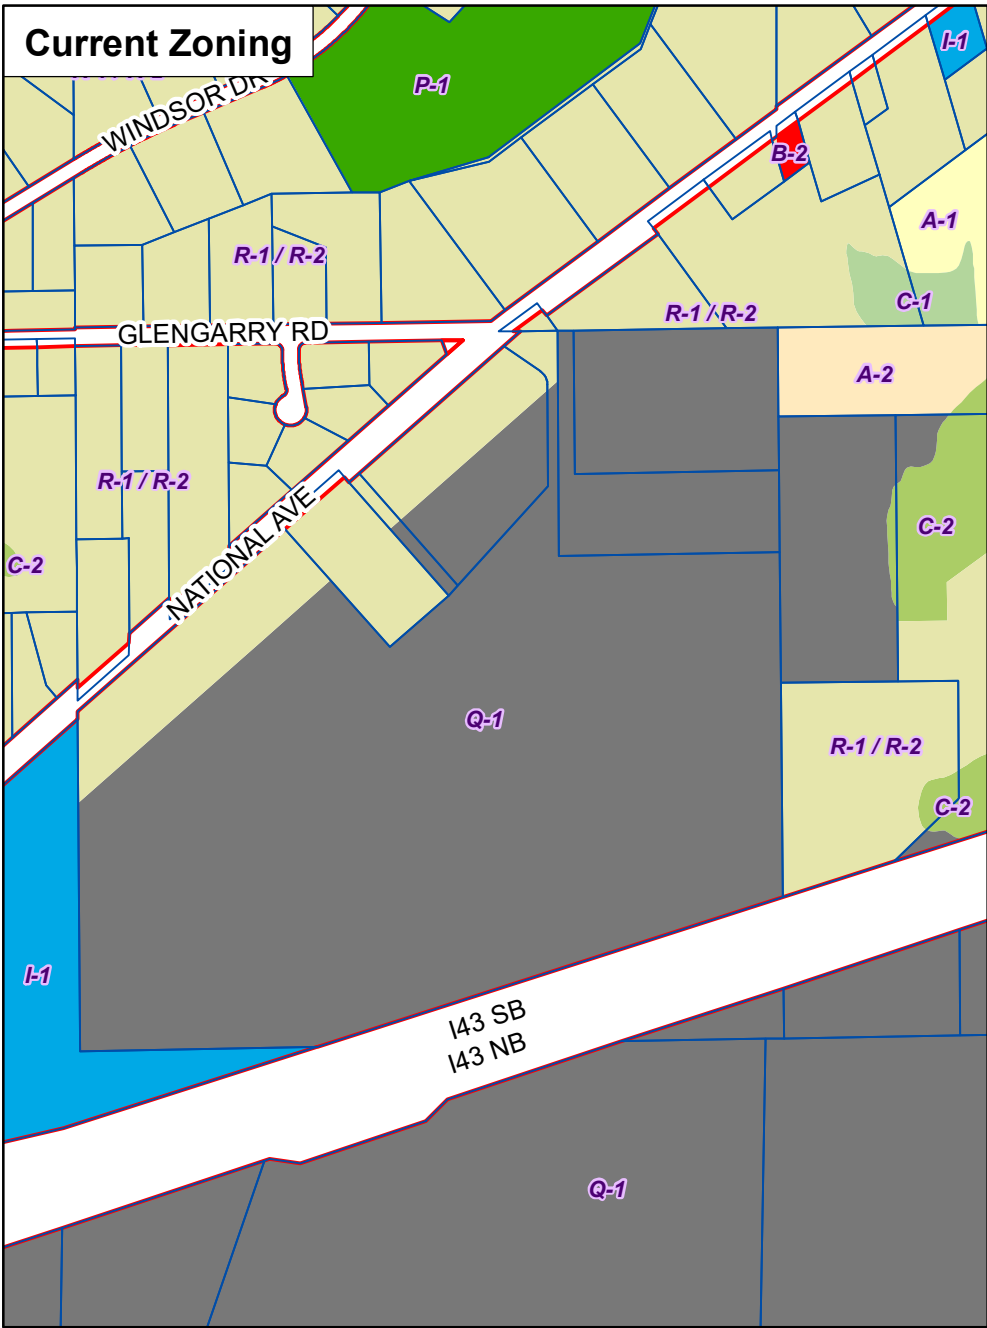 Current Zoning
I-1
P-1
WINDSOR DR
B-2
A-1
R-1 / R-2
C-1
R-1 / R-2
GLENGARRY RD
A-2
R-1 / R-2
C-2
C-2
NATIONAL AVE
Q-1
R-1 / R-2
C-2
I-1
I43 SB
I43 NB
Q-1